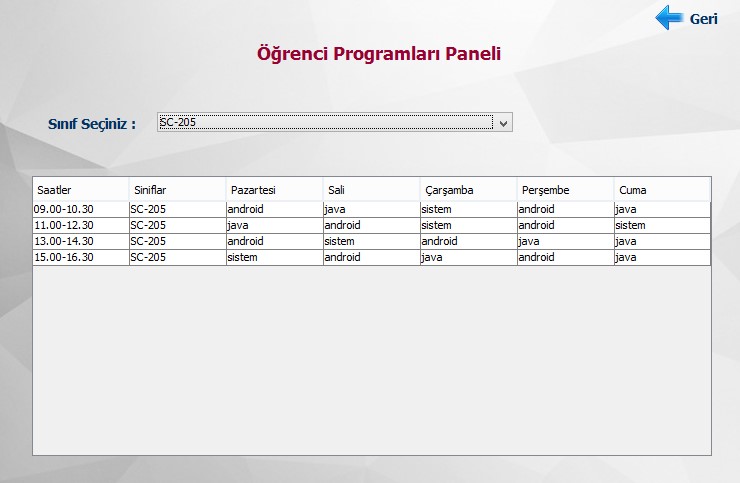 Geri
Öğrenci Programları Paneli
Sınıf Seçiniz : SC-205
Saatler Siniflar Pazartesi Sali Çarşamba Perşembe Cuma
09.00-10.30 SC-205 android java sistem android java
11.00-12.30 SC-205 java android sistem android sistem
13.00-14.30 SC-205 android sistem android java java
15.00-16.30 SC-205 sistem android java android java